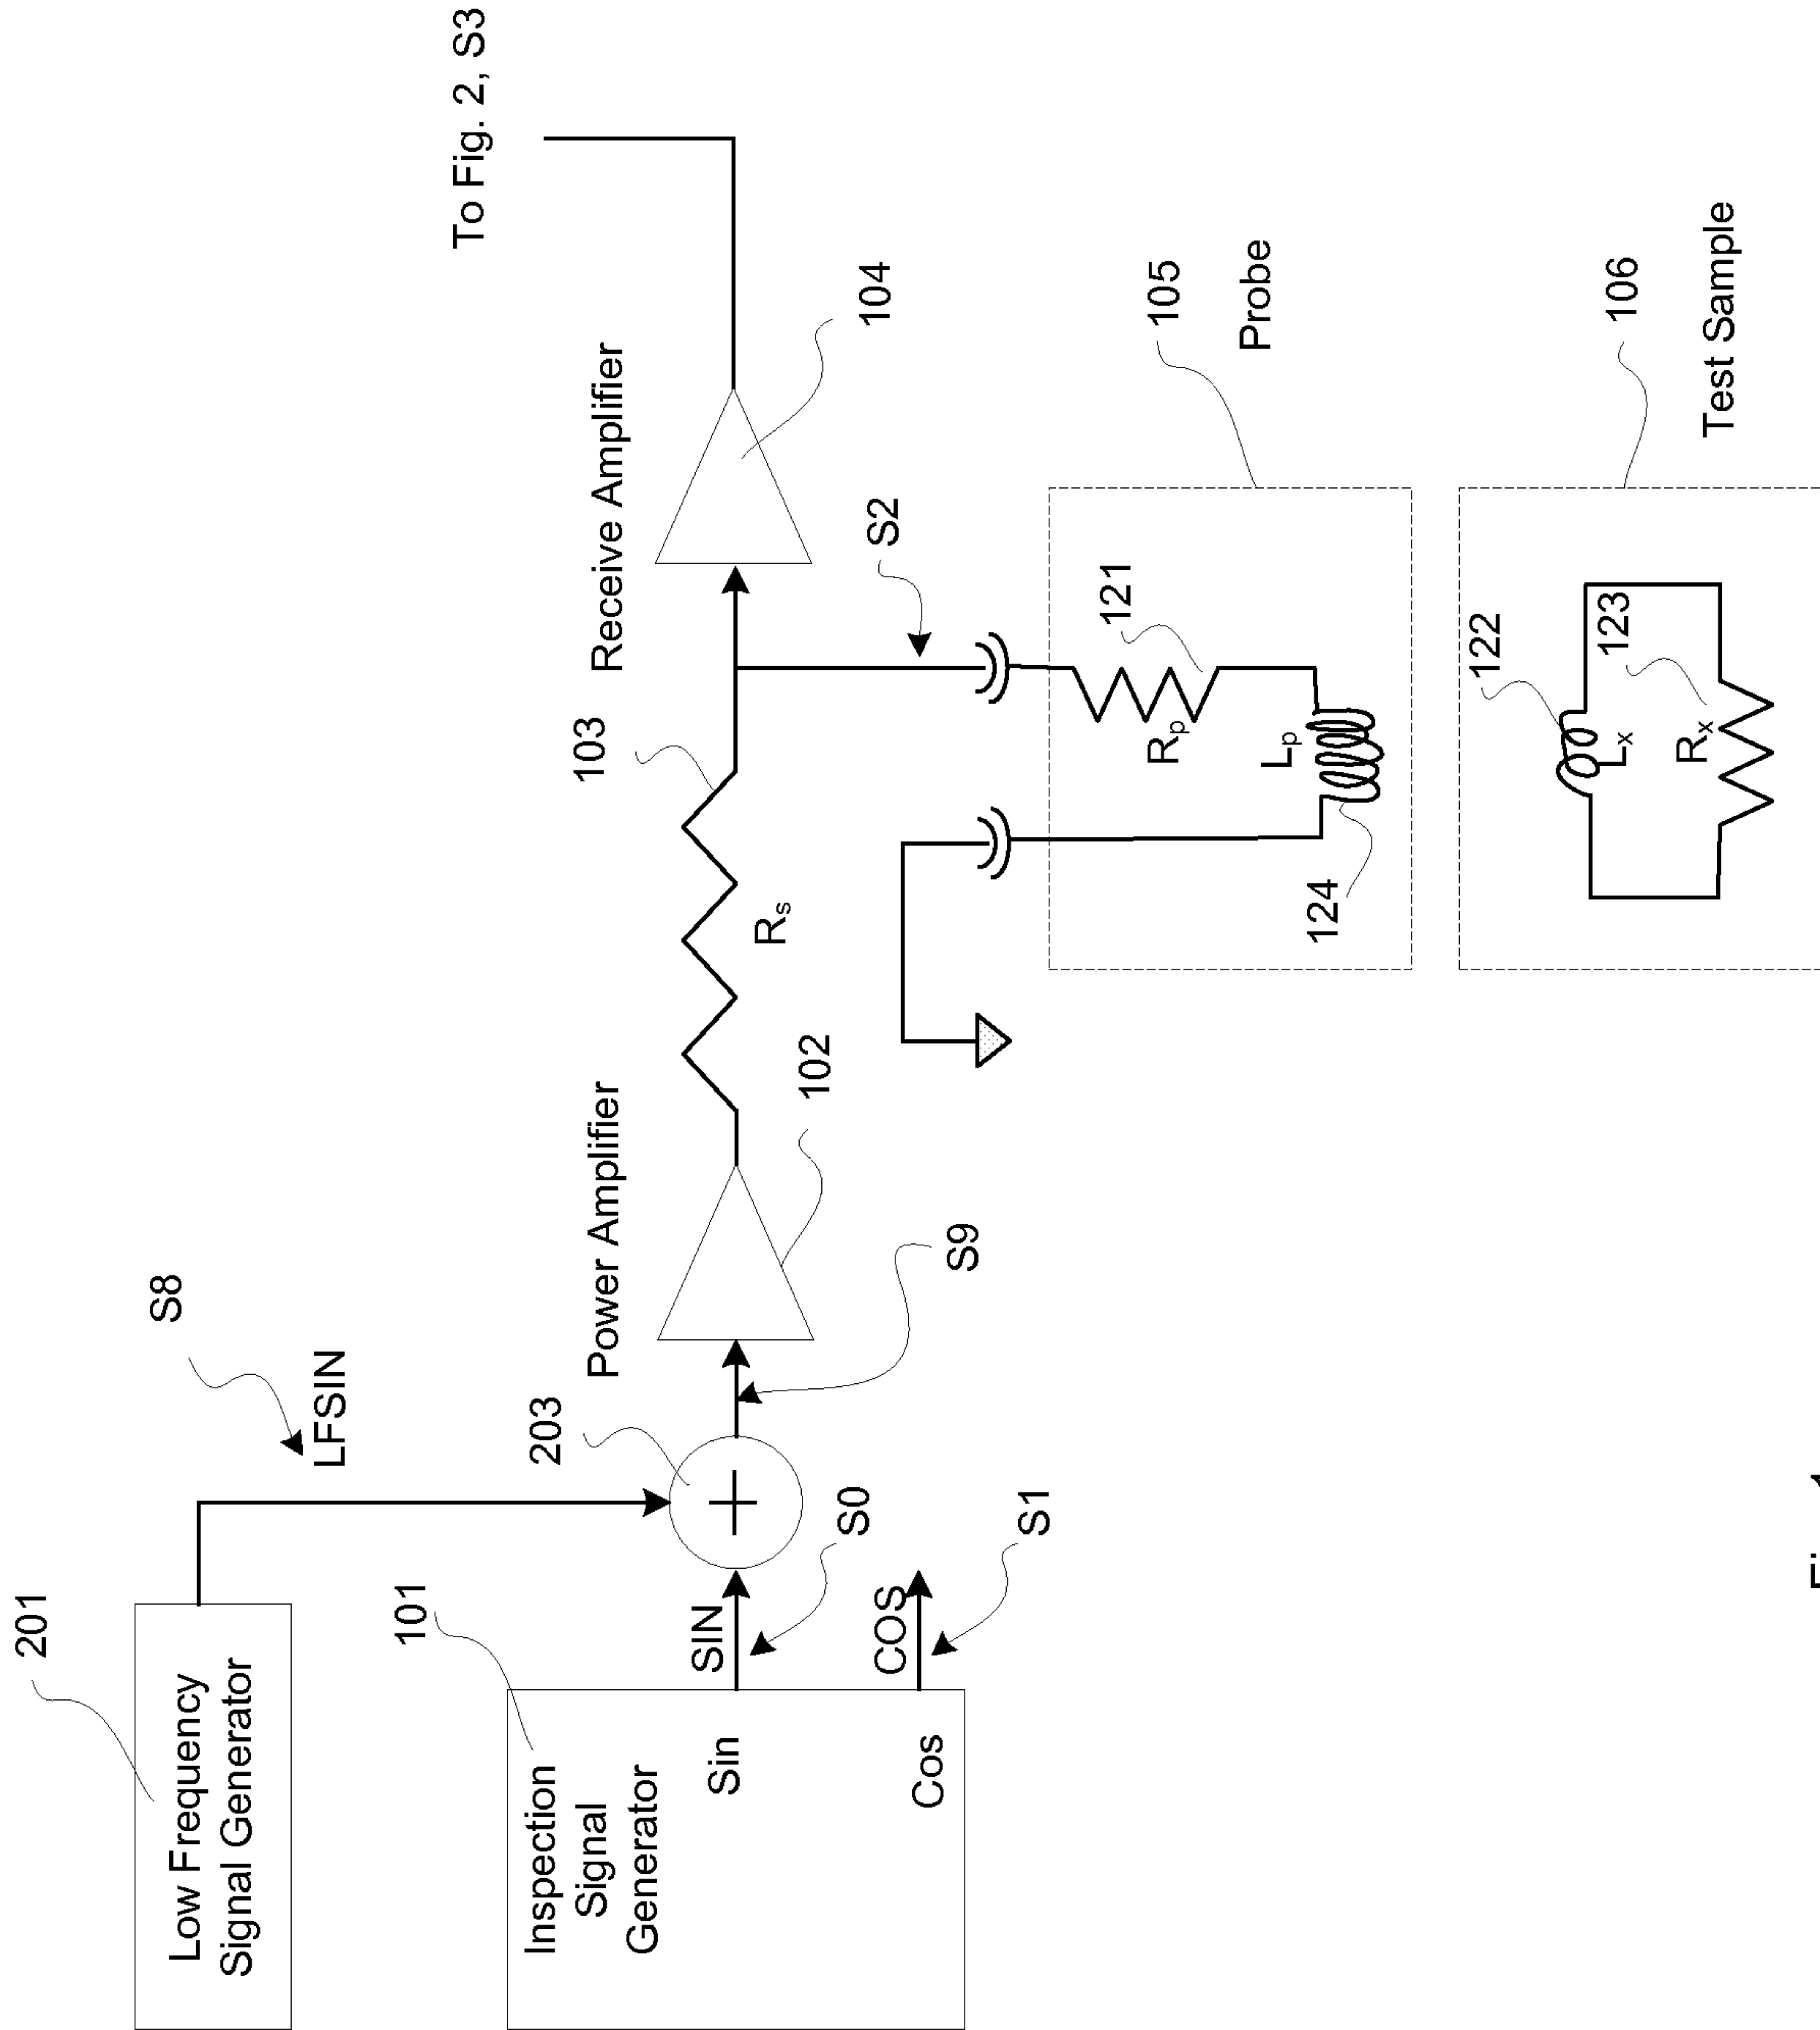 201
Low Frequency
Signal Generator
S8
LFSIN
To Fig. 2, S3
101
Inspection
Signal
Generator
Sin
Cos
SIN
COS
S0
S1
203
S9
Power Amplifier
102
103
Rs
Receive Amplifier
104
S2
105
Probe
121
Rp
Lp
124
106
Test Sample
122
Lx
123
Rx